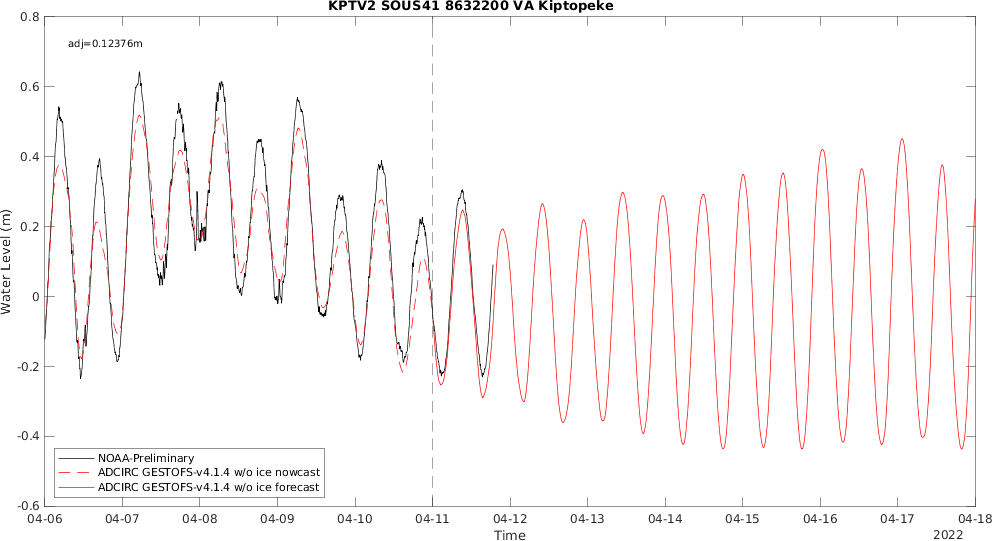 KPTV2 SOUS41 8632200 VA Kiptopeke
adj=0.12376m
0.8
0.6
0.4
0.2
0
-0.2
-0.4
-0.6
Water Level (m)
NOAA-Preliminary
ADCIRC GESTOFS-v4.1.4 w/o ice nowcast
ADCIRC GESTOFS-v4.1.4 w/o ice forecast
04-06 04-07 04-08 04-09 04-10 04-11 04-12 04-13 04-14 04-15 04-16 04-17 04-18
Time
2022